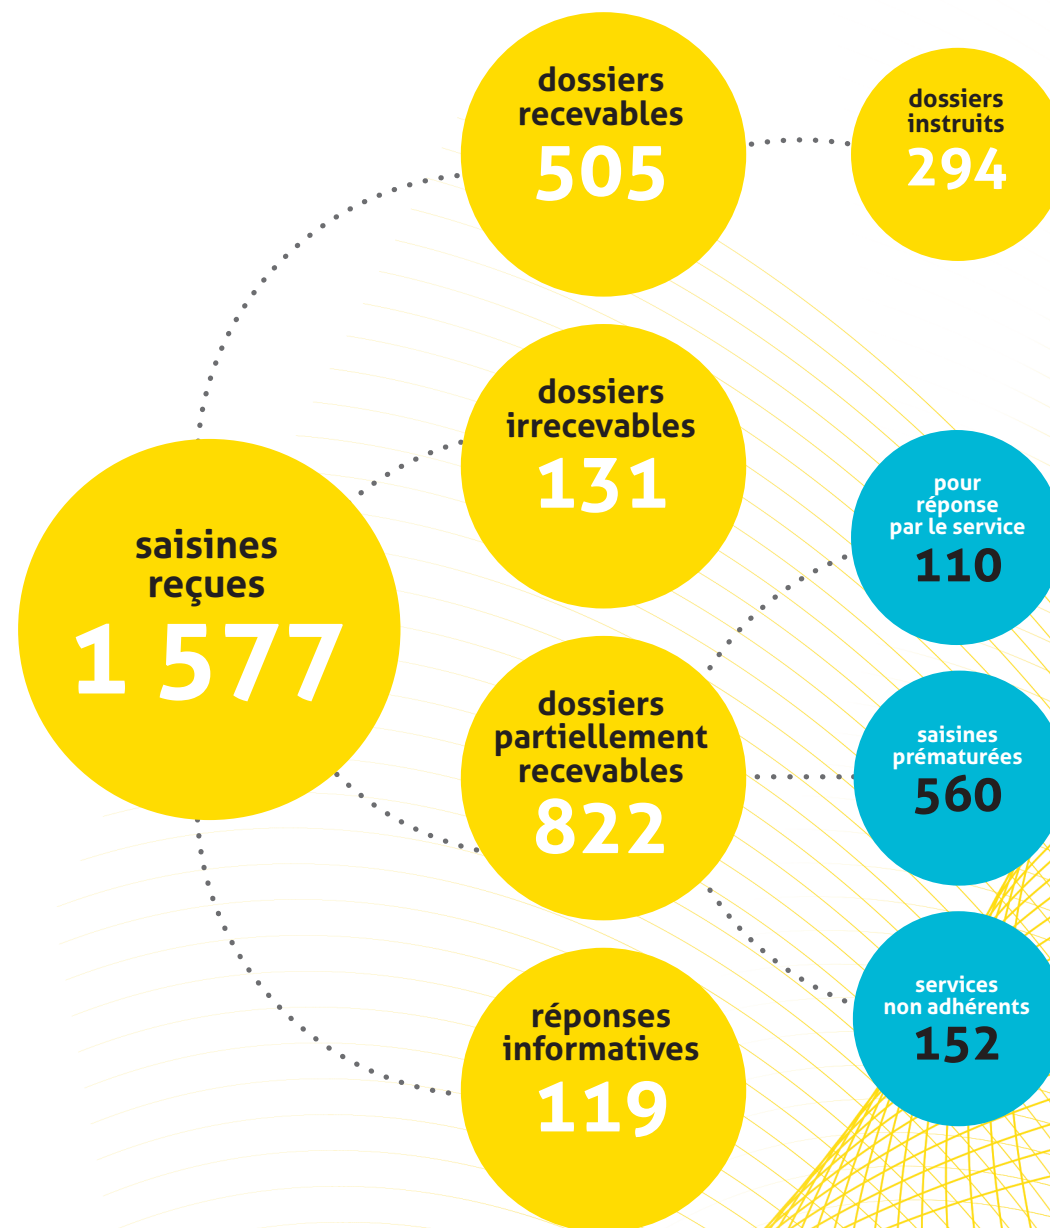 saisines
reçues
1 577
dossiers
recevables
505
dossiers
instruits
294
dossiers
irrecevables
131
dossiers
partiellement
recevables
822
pour
réponse
par le service
110
saisines
prématurées
560
services
non adhérents
152
réponses
informatives
119